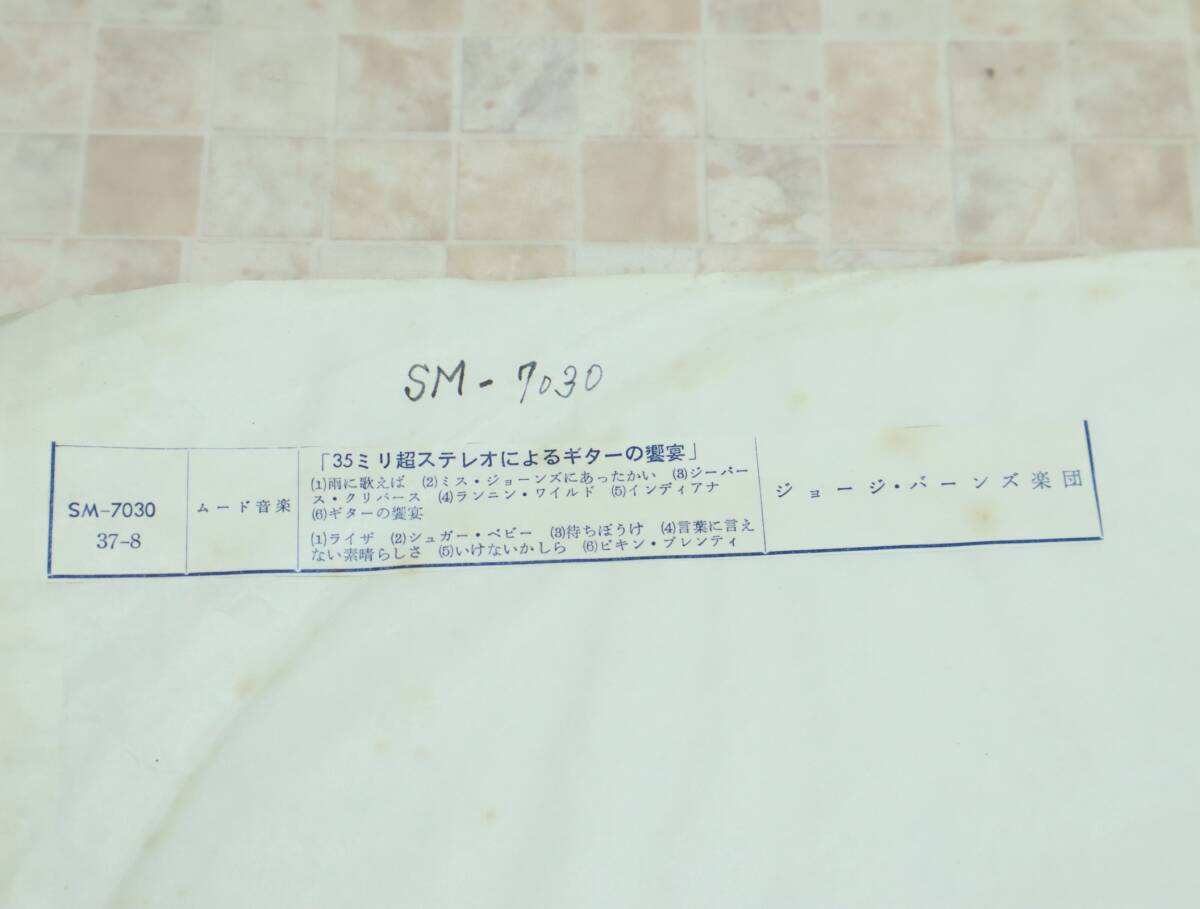 SM-7030
SM-7030
37-8
ムード音楽
「35ミリ超ステレオによるギターの饗宴」
(1)雨に歌えば (2)ミス・ジョーンズにあったかい (3)ジーパー
ス・クリパース (4)ランニン・ワイルド (5)インディアナ
(6)ギターの饗宴
(1)ライザ (2)シュガー・ベビー (3)待ちぼうけ (4)言葉に言え
ない素晴らしさ (5)いけないかしら (6)ピキン・プレンティ
ジョージ・バーンズ楽団